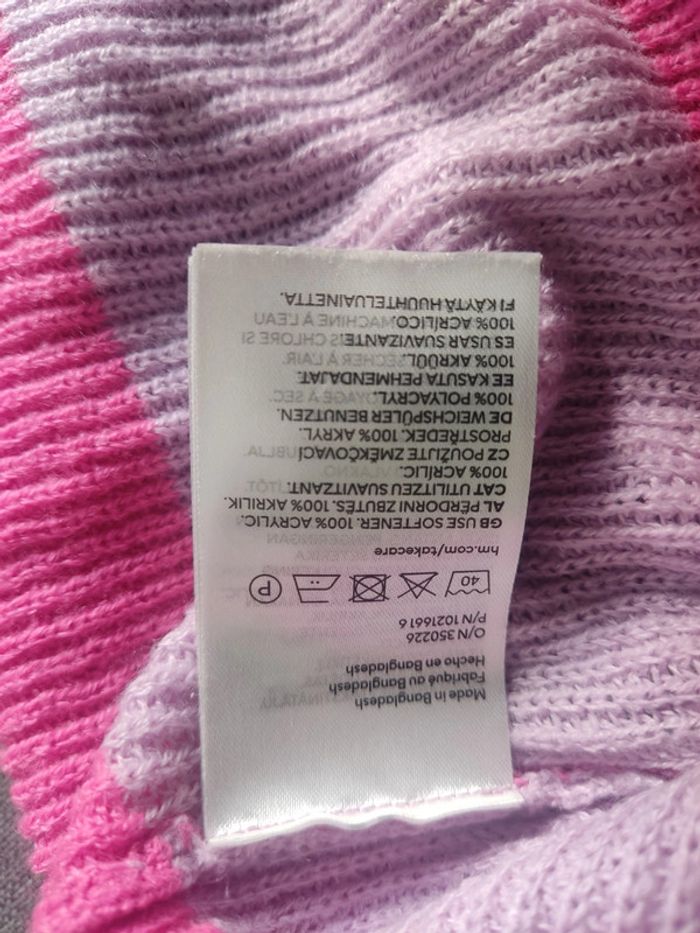 Made in Bangladesh
Fabriqué au Bangladesh
Hecho en Bangladesh
O/N 350226
P/N 1021661 6
40 P
hm.com/takecare
GB USE SOFTENER: 100% ACRYLIC.
AL PËRDORNI ZBUTËS. 100% AKRILIK.
CAT UTILITZEU SUAVITZANT.
100% ACRÍLIC.
CZ POUŽIJTE ZMĚKČOVACÍ
PROSTŘEDEK. 100% AKRYL.
DE WEICHSPÜLER BENUTZEN.
100% POLYACRYL.
EE KASUTA PEHMENDAJAT.
100% AKRÜÜL.
ES USAR SUAVIZANTE.
100% ACRÍLICO.
FI KÄYTÄ HUUHTELUAINETTA.